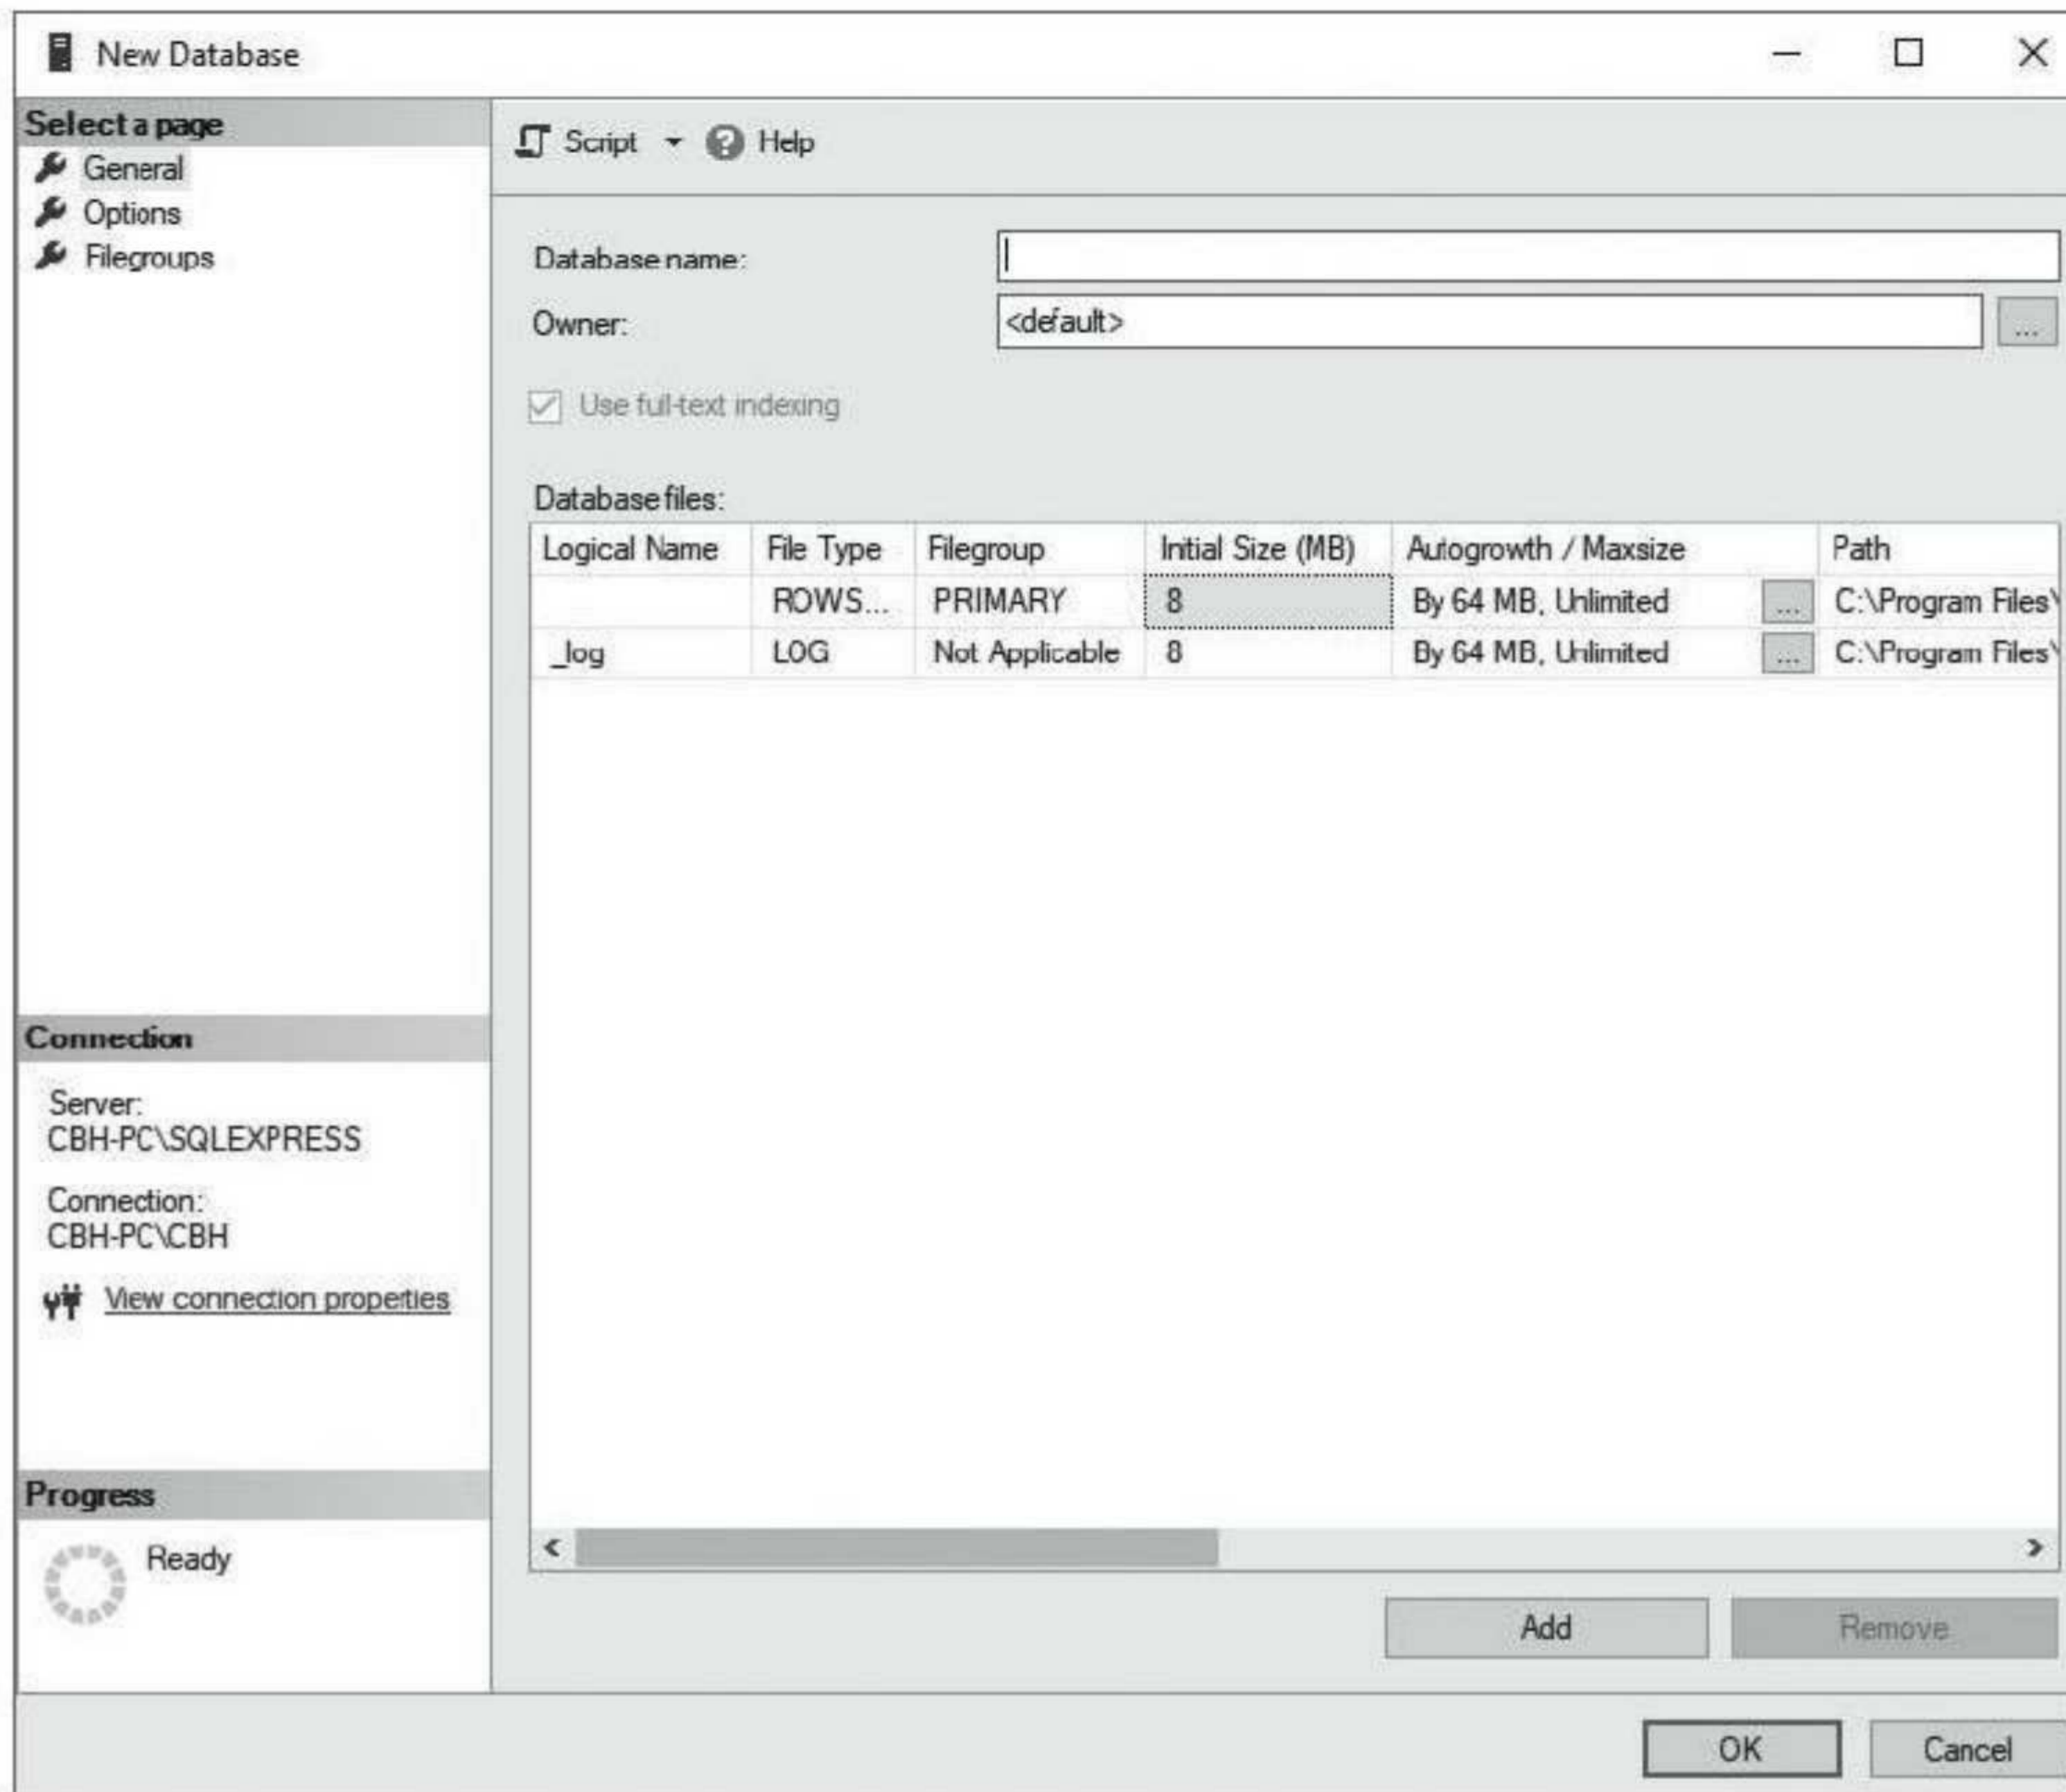 New Database
Select a page
General
Options
Filegroups
Script
Help
Database name:
Owner:
<default>
...
Use full-text indexing
Database files:
Logical Name File Type Filegroup Initial Size (MB) Autogrowth / Maxsize Path
ROWS... PRIMARY 8 By 64 MB, Unlimited ... C:\Program Files\
_log LOG Not Applicable 8 By 64 MB, Unlimited ... C:\Program Files\
Connection
Server:
CBH-PC\SQLEXPRESS
Connection:
CBH-PC\CBH
View connection properties
Progress
Ready
Add
Remove
OK
Cancel